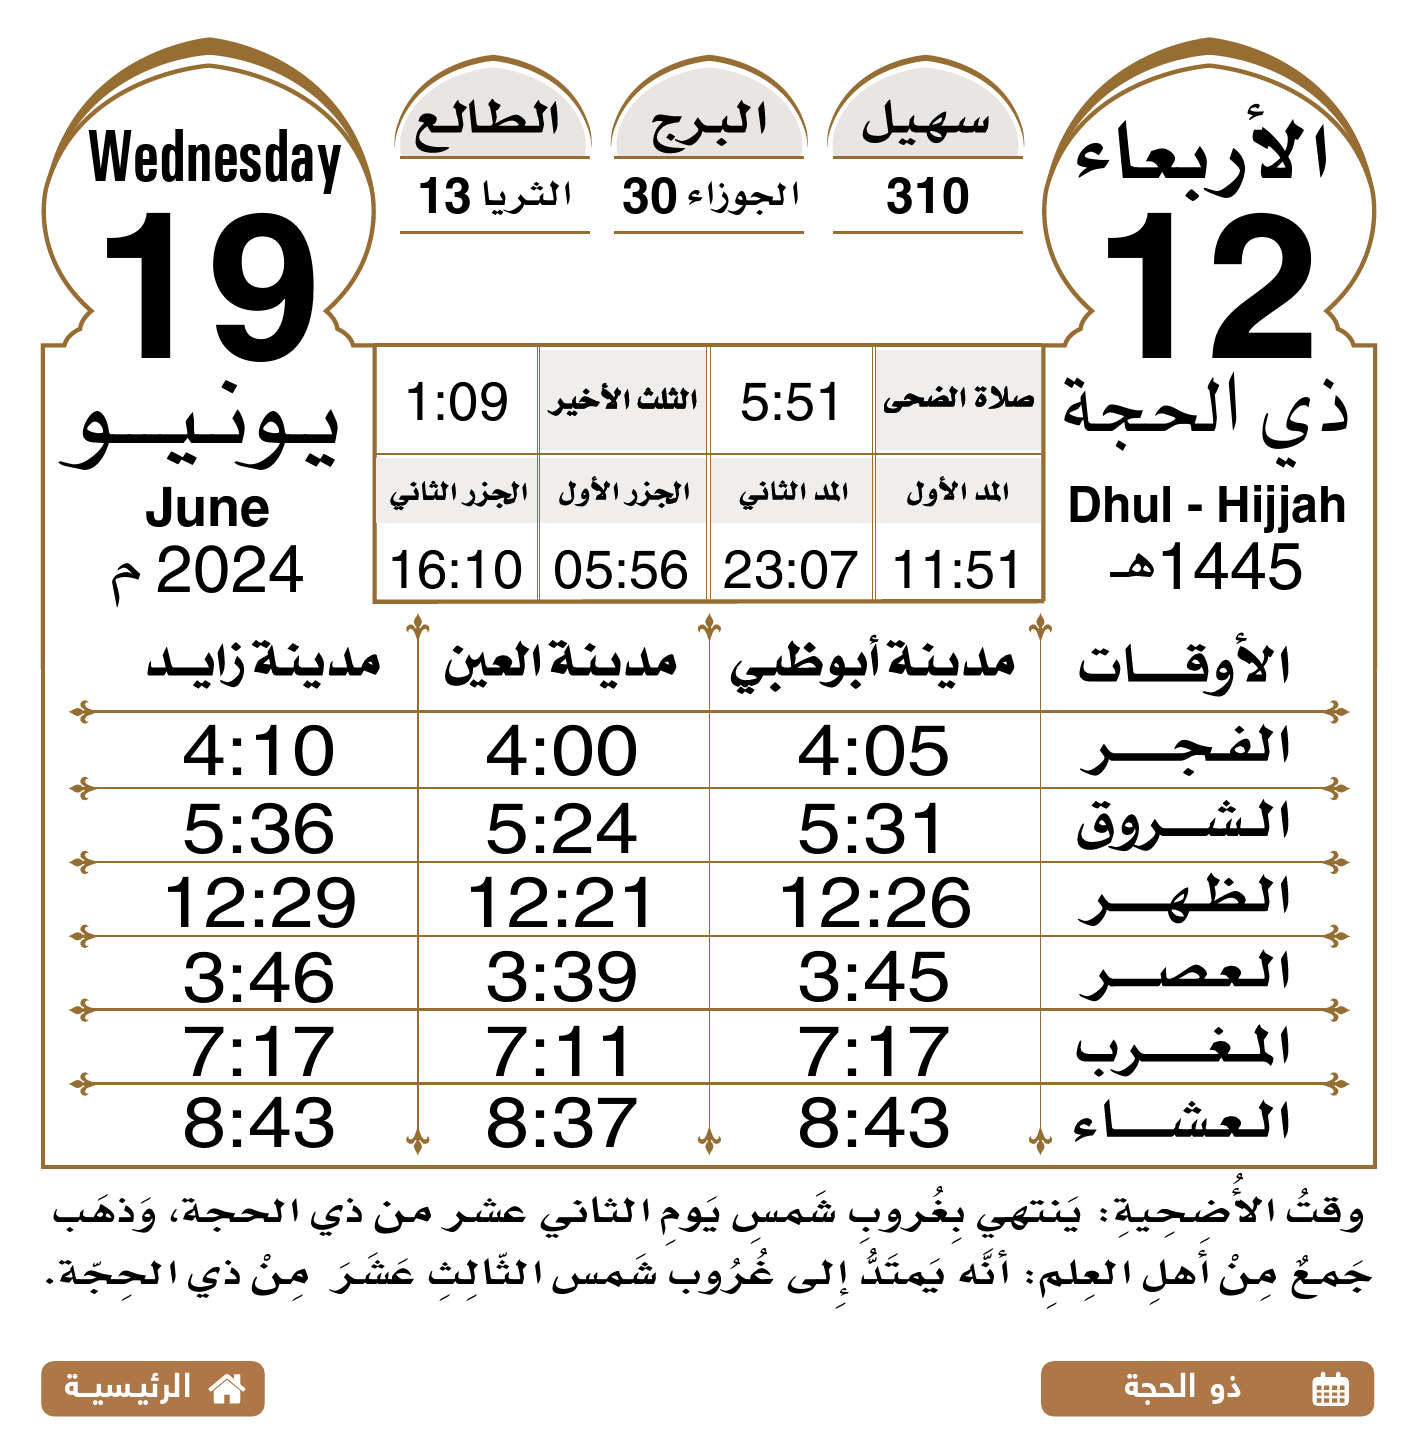 الأربعاء
12
ذي الحجة
Dhul - Hijjah
1445هـ
سهيل
310
البرج
الجوزاء 30
الطالع
الثريا 13
Wednesday
19
يونيو
June
2024 م
صلاة الضحى 5:51 الثلث الأخير 1:09
المد الأول المد الثاني الجزر الأول الجزر الثاني
11:51 23:07 05:56 16:10
الأوقات مدينة أبوظبي مدينة العين مدينة زايد
الفجر 4:05 4:00 4:10
الشروق 5:31 5:24 5:36
الظهر 12:26 12:21 12:29
العصر 3:45 3:39 3:46
المغرب 7:17 7:11 7:17
العشاء 8:43 8:37 8:43
وقتُ الأُضِحِيةِ: يَنتهي بِغُروبِ شَمسِ يَومِ الثاني عشر من ذي الحجة، وَذهَب
جَمعٌ مِنْ أهلِ العِلمِ: أنَّه يَمتَدُّ إِلى غُرُوب شَمس الثّالِثِ عَشَرَ مِنْ ذي الحِجّة.
ذو الحجة
الرئيسية